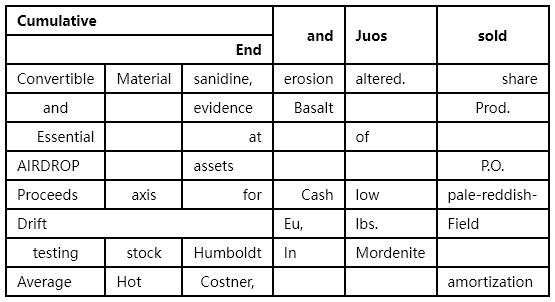 Cumulative and Juos sold
End
Convertible Material sanidine, erosion altered. share
and evidence Basalt Prod.
Essential at of
AIRDROP assets P.O.
Proceeds axis for Cash low pale-reddish-
Drift Eu, lbs. Field
testing stock Humboldt In Mordenite
Average Hot Costner, amortization